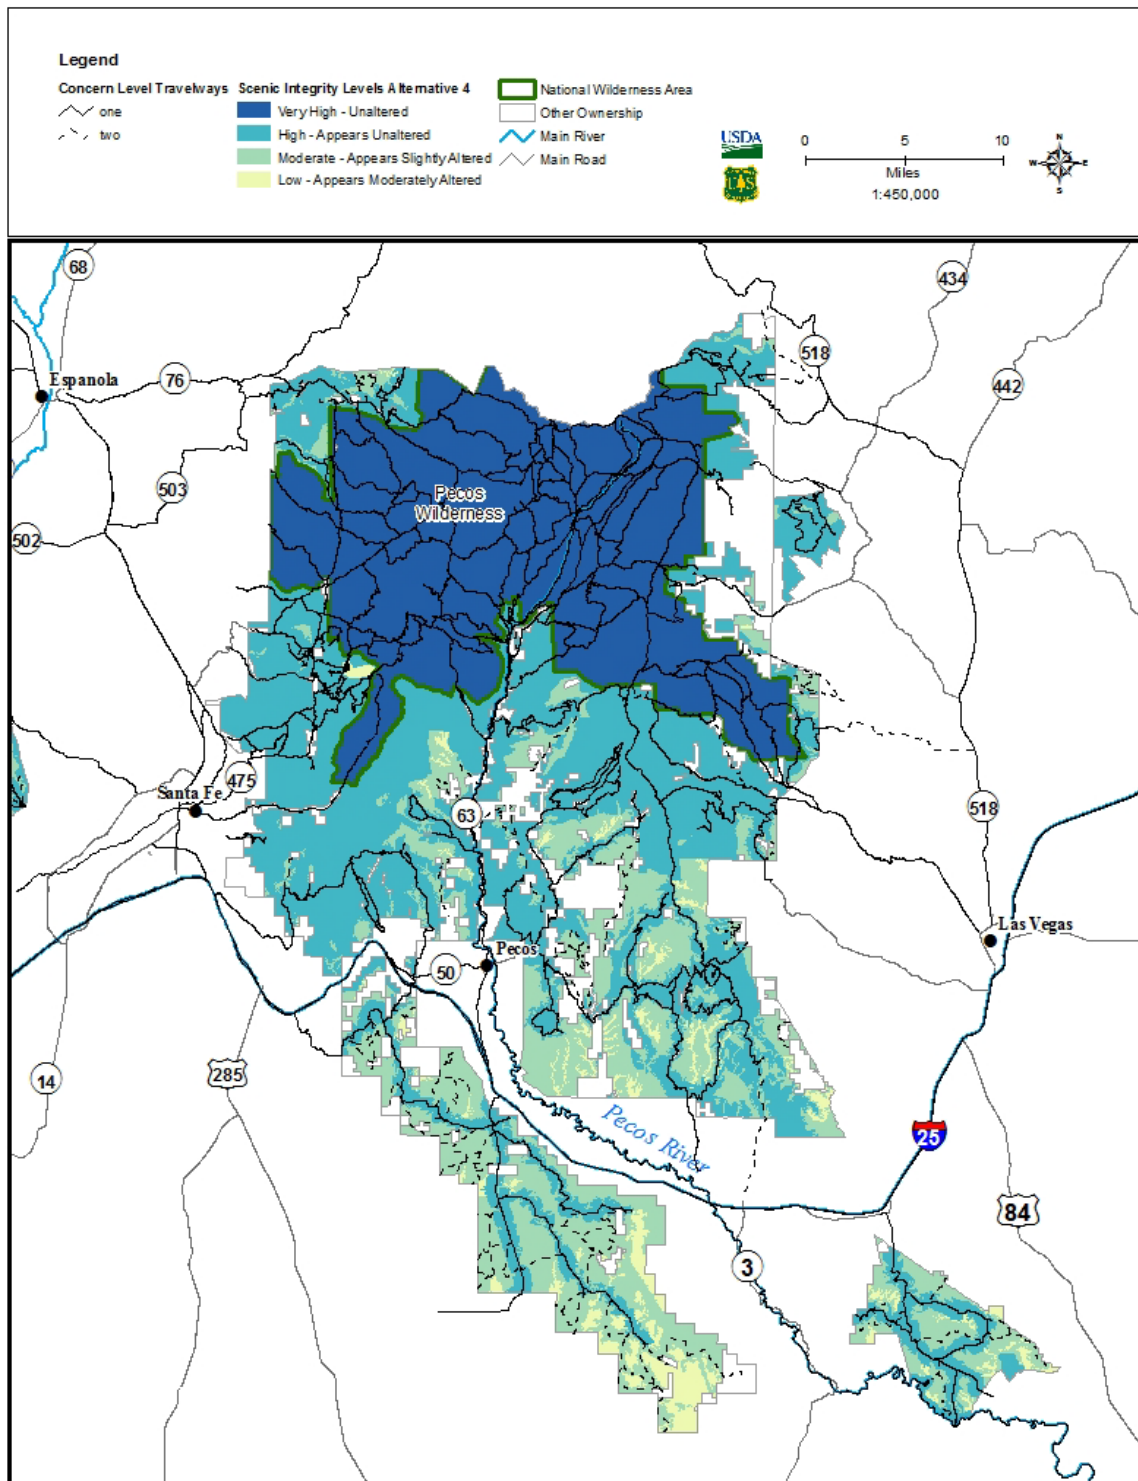 Legend
Concern Level Travelways
one
two
Scenic Integrity Levels Alternative 4
Very High - Unaltered
High - Appears Unaltered
Moderate - Appears Slightly Altered
Low - Appears Moderately Altered
National Wilderness Area
Other Ownership
Main River
Main Road
USDA
U S
0 5 10
Miles
1:450,000
N
W E
S
68
434
518
Espanola
76
442
503
Pecos
Wilderness
502
475
Santa Fe
63
518
Las Vegas
Pecos
50
14
285
Pecos River
25
84
3